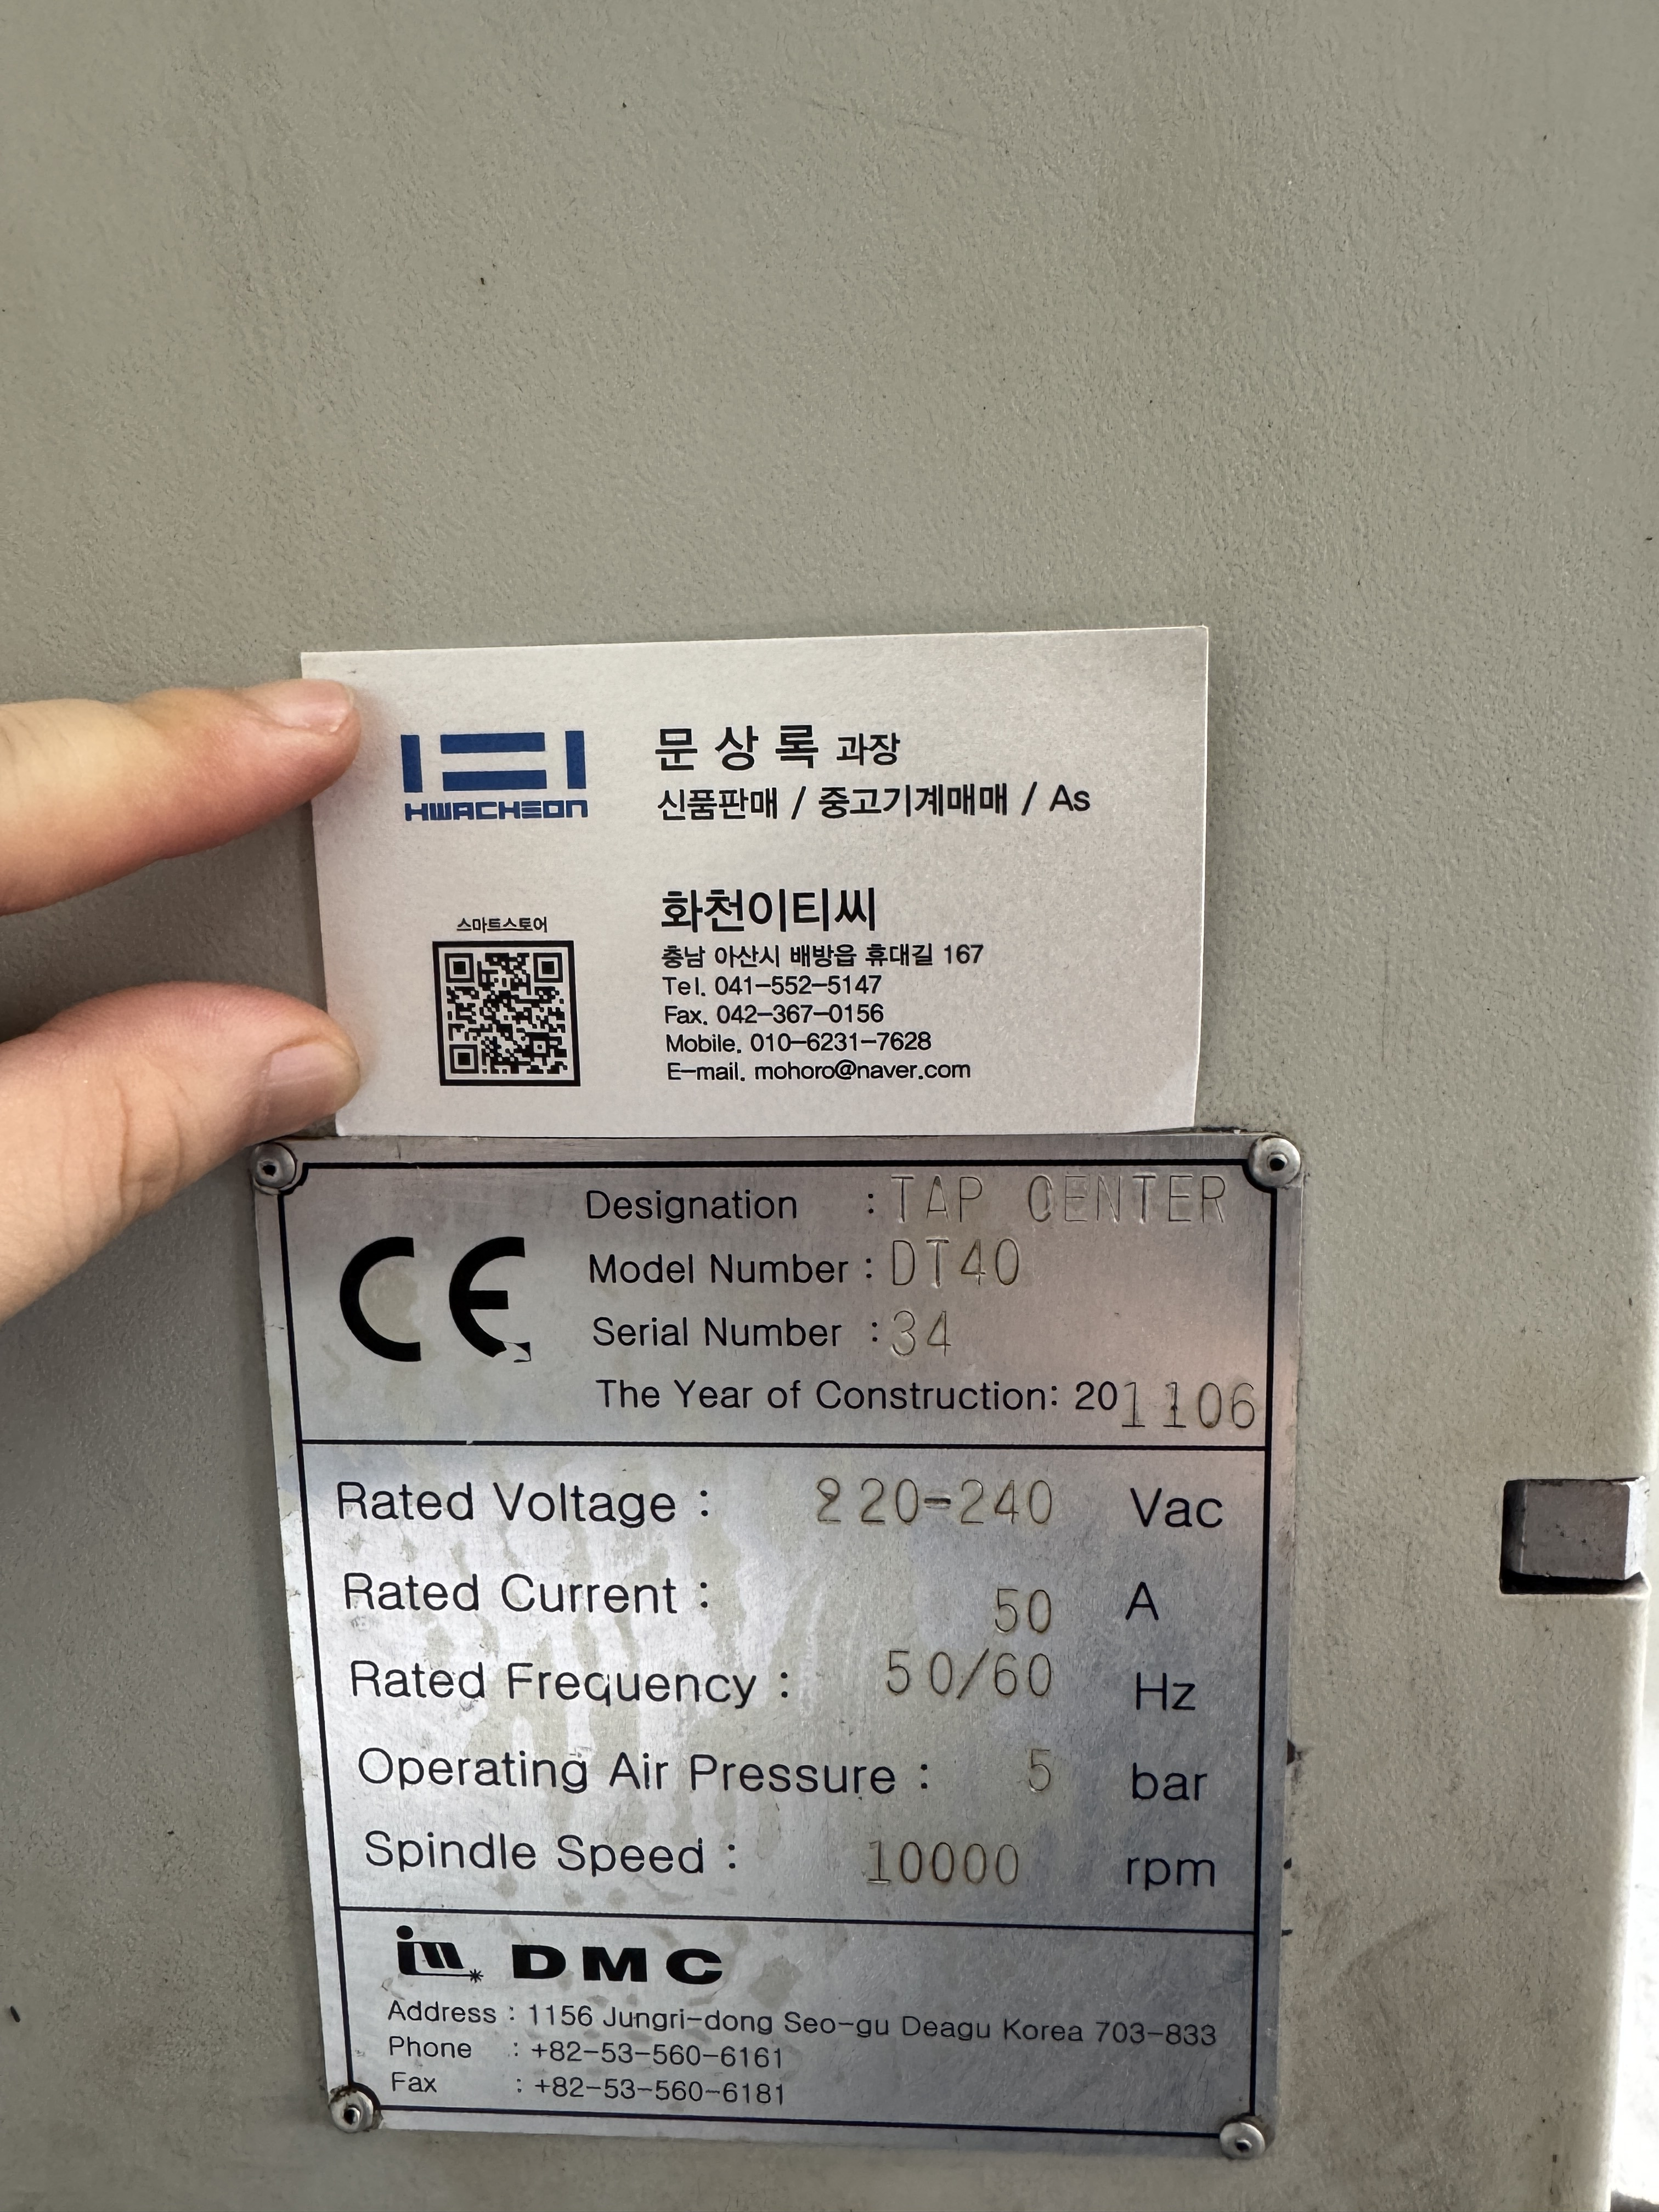 HWACHEON
문상록 과장
신품판매 / 중고기계매매 / As
스마트스토어
화천이티씨
충남 아산시 배방읍 휴대길 167
Tel. 041-552-5147
Fax. 042-367-0156
Mobile. 010-6231-7628
E-mail. mohoro@naver.com
CE
Designation : TAP CENTER
Model Number : DT40
Serial Number : 34
The Year of Construction: 201106
Rated Voltage : 220-240 Vac
Rated Current : 50 A
Rated Frequency : 50/60 Hz
Operating Air Pressure : 5 bar
Spindle Speed : 10000 rpm
DMC
Address : 1156 Jungri-dong Seo-gu Deagu Korea 703-833
Phone : +82-53-560-6161
Fax : +82-53-560-6181